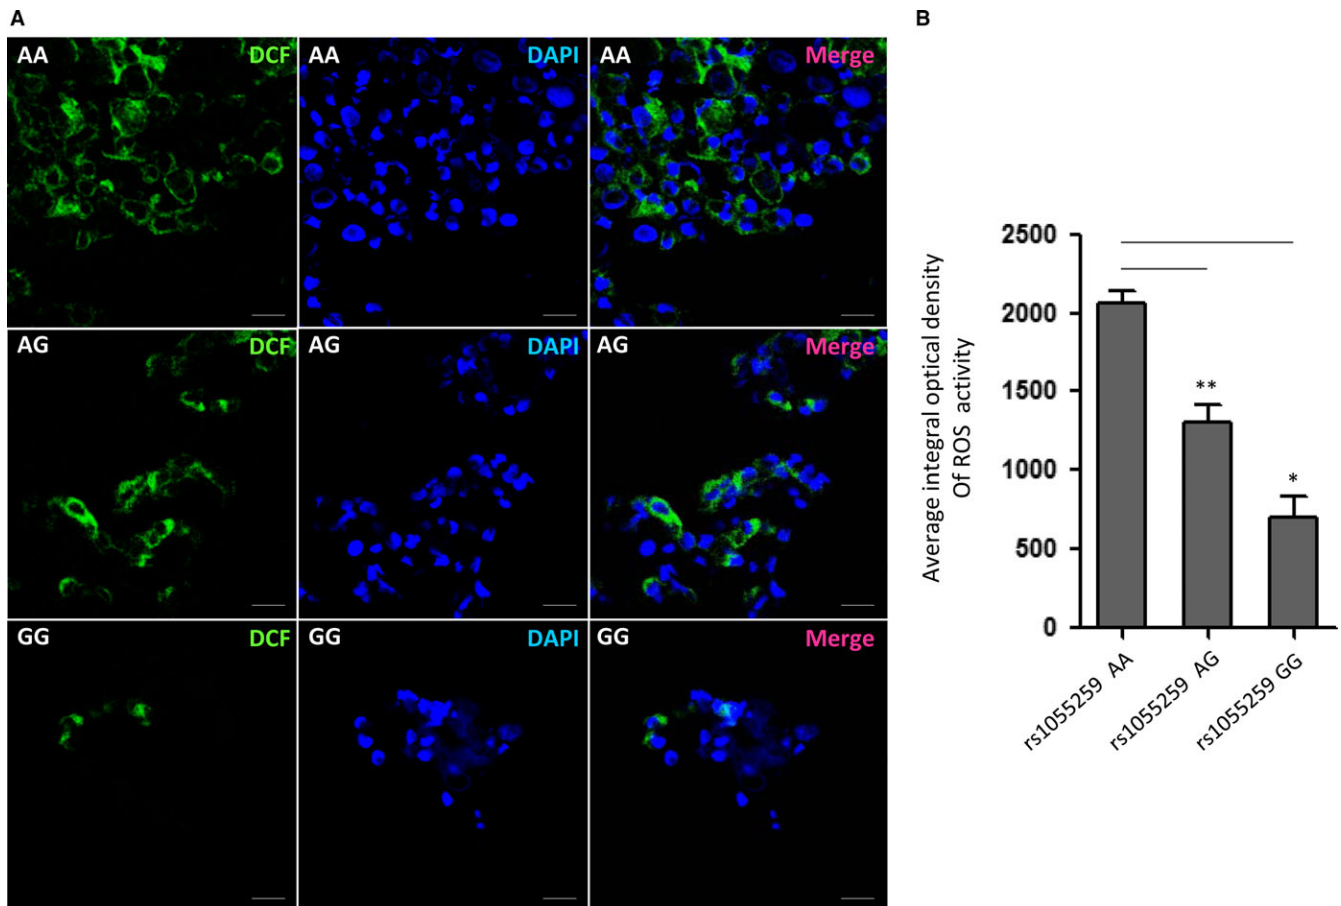 A
B
AA DCF
AA DAPI
AA Merge
AG DCF
AG DAPI
AG Merge
GG DCF
GG DAPI
GG Merge
Average integral optical density
Of ROS activity
2500
2000
1500
1000
500
0
**
*
rs1055259 AA
rs1055259 AG
rs1055259 GG